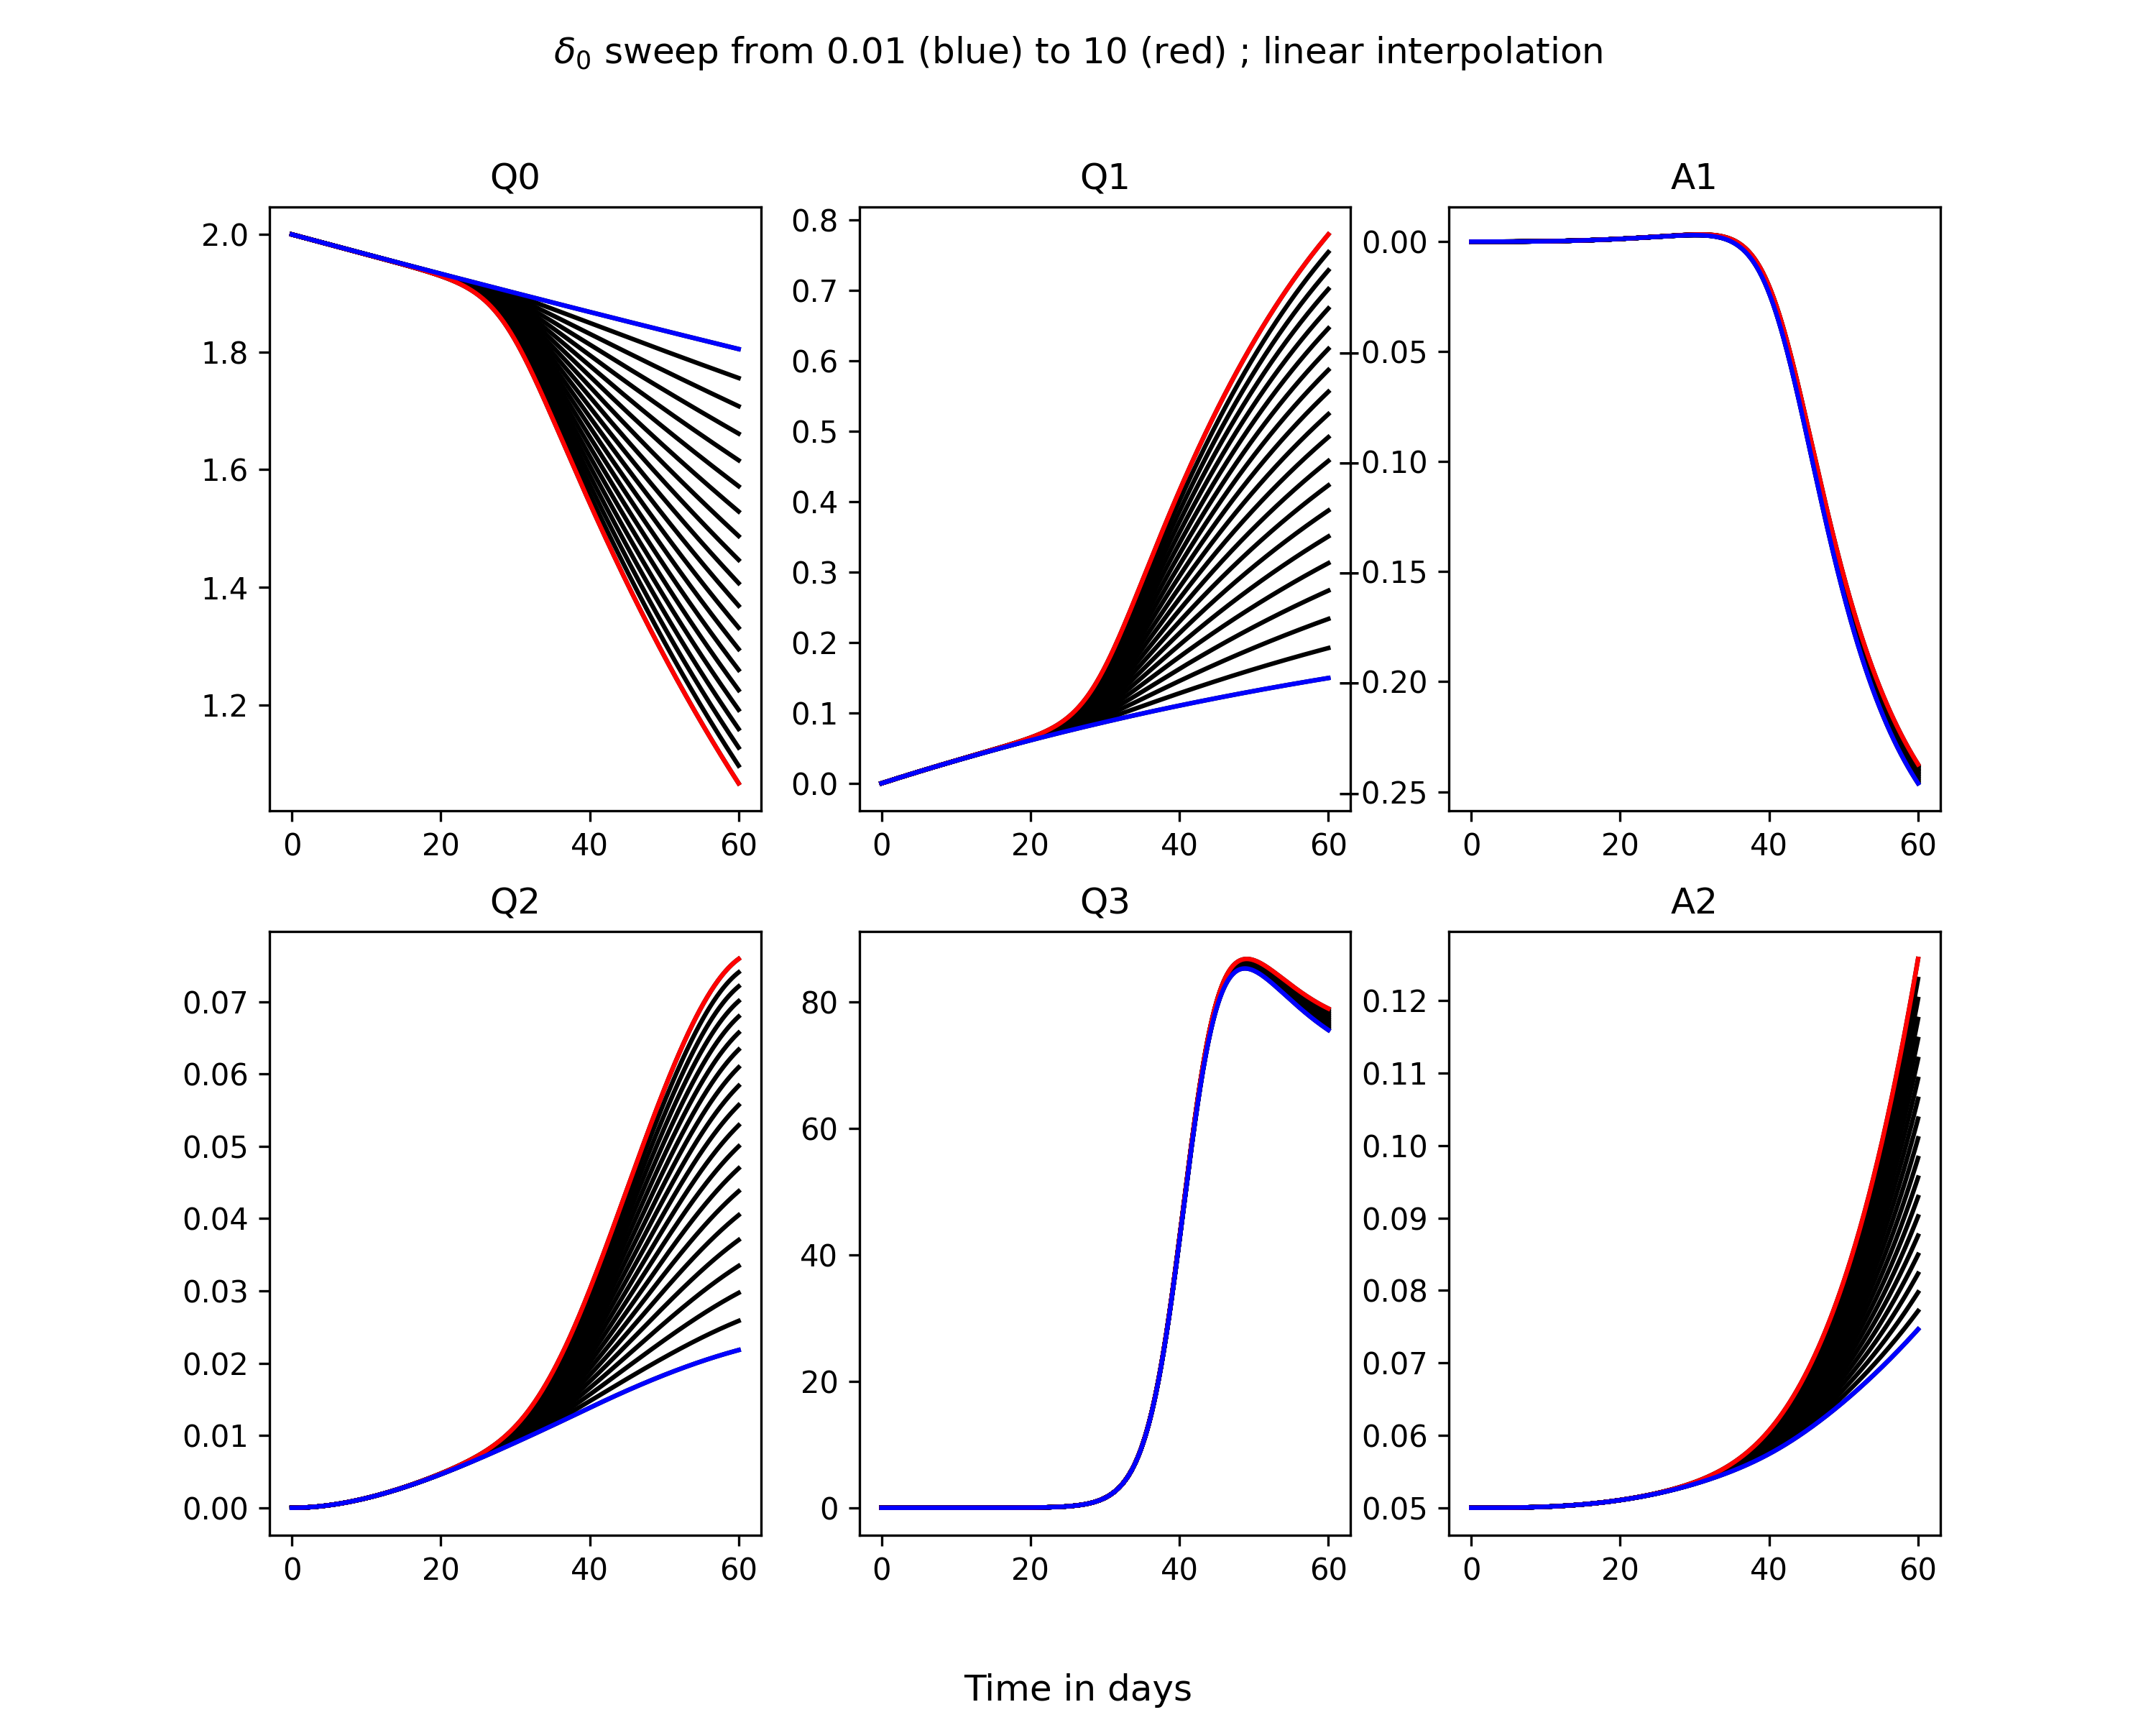 δ0 sweep from 0.01 (blue) to 10 (red) ; linear interpolation
Q0
2.0
1.8
1.6
1.4
1.2
0 20 40 60
Q1
0.8
0.7
0.6
0.5
0.4
0.3
0.2
0.1
0.0
0 20 40 60
A1
0.00
−0.05
−0.10
−0.15
−0.20
−0.25
0 20 40 60
Q2
0.07
0.06
0.05
0.04
0.03
0.02
0.01
0.00
0 20 40 60
Q3
80
60
40
20
0
0 20 40 60
A2
0.12
0.11
0.10
0.09
0.08
0.07
0.06
0.05
0 20 40 60
Time in days